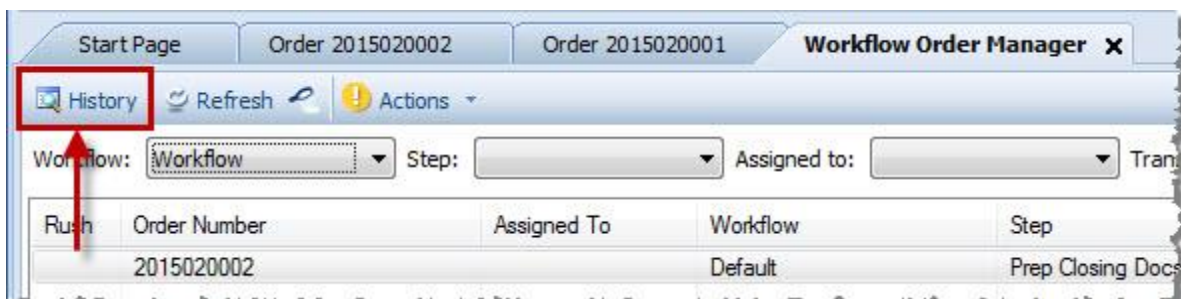 Start Page Order 2015020002 Order 2015020001 Workflow Order Manager X
History Refresh Actions
Workflow: Workflow Step: Assigned to: Tran
Rush Order Number Assigned To Workflow Step
2015020002 Default Prep Closing Docs